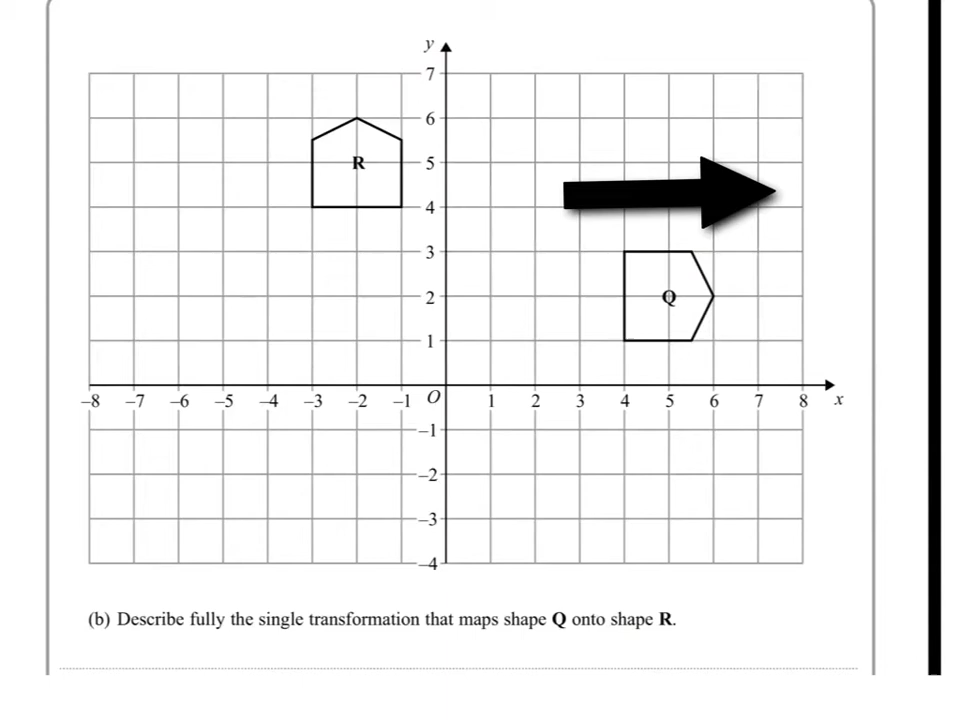 y
7
6
R
5
4
3
2
Q
1
–8 –7 –6 –5 –4 –3 –2 –1 O 1 2 3 4 5 6 7 8 x
–1
–2
–3
–4
(b) Describe fully the single transformation that maps shape Q onto shape R.